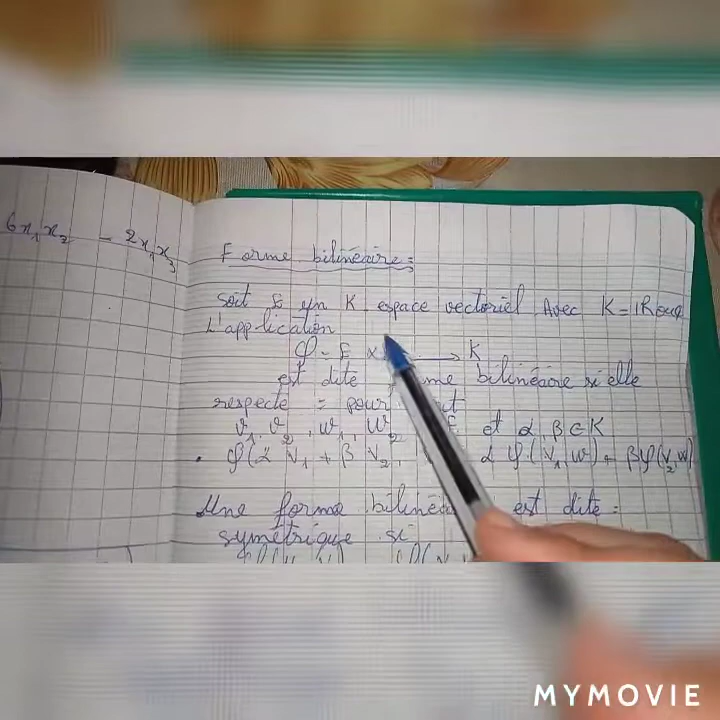 6x₁x₂ - 2x₁x₃
Forme bilinéaire:
soit E un K espace vectoriel Avec K = IR ou
L'application
φ = E × → K
est dite forme bilinéaire si elle
respecte = pour tout
v₁, v₂, w₁, w₂ E et α, β ∈ K
• φ(α V₁ + β V₂, α φ(V₁, w) + β φ(V₂, w)
Une forme bilinéaire est dite =
symétrique si
MYMOVIE